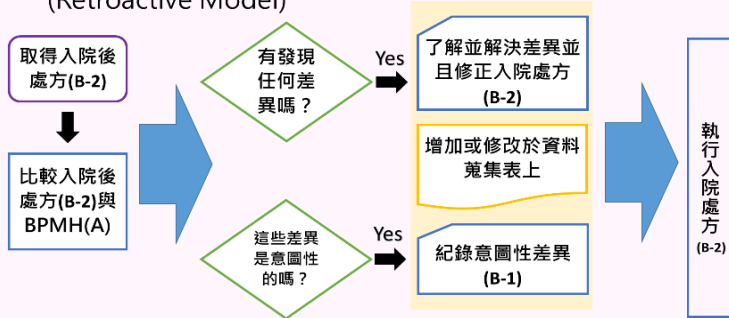 (Retroactive Model)
取得入院後
處方(B-2)
比較入院後
處方(B-2)與
BPMH(A)
有發現
任何差
異嗎？
Yes
了解並解決差異並
且修正入院處方
(B-2)
增加或修改於資料
蒐集表上
這些差異
是意圖性
的嗎？
Yes
紀錄意圖性差異
(B-1)
執行入院處方
(B-2)